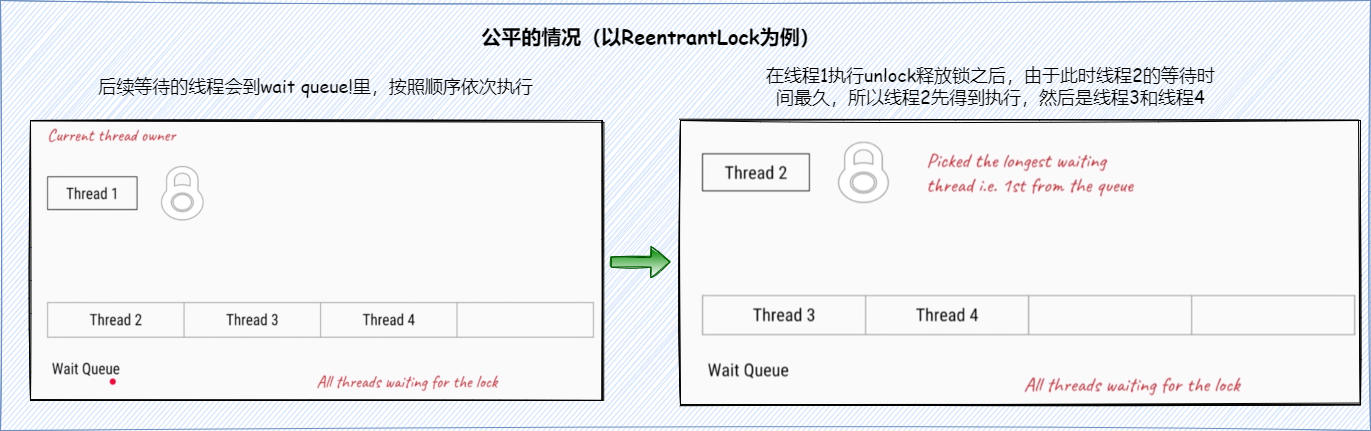 公平的情况（以ReentrantLock为例）
后续等待的线程会到wait queue!里，按照顺序依次执行
Current thread owner
Thread 1
Thread 2
Thread 3
Thread 4
Wait Queue
All threads waiting for the lock
在线程1执行unlock释放锁之后，由于此时线程2的等待时
间最久，所以线程2先得到执行，然后是线程3和线程4
Thread 2
Picked the longest waiting
thread i.e. 1st from the queue
Thread 3
Thread 4
Wait Queue
All threads waiting for the lock